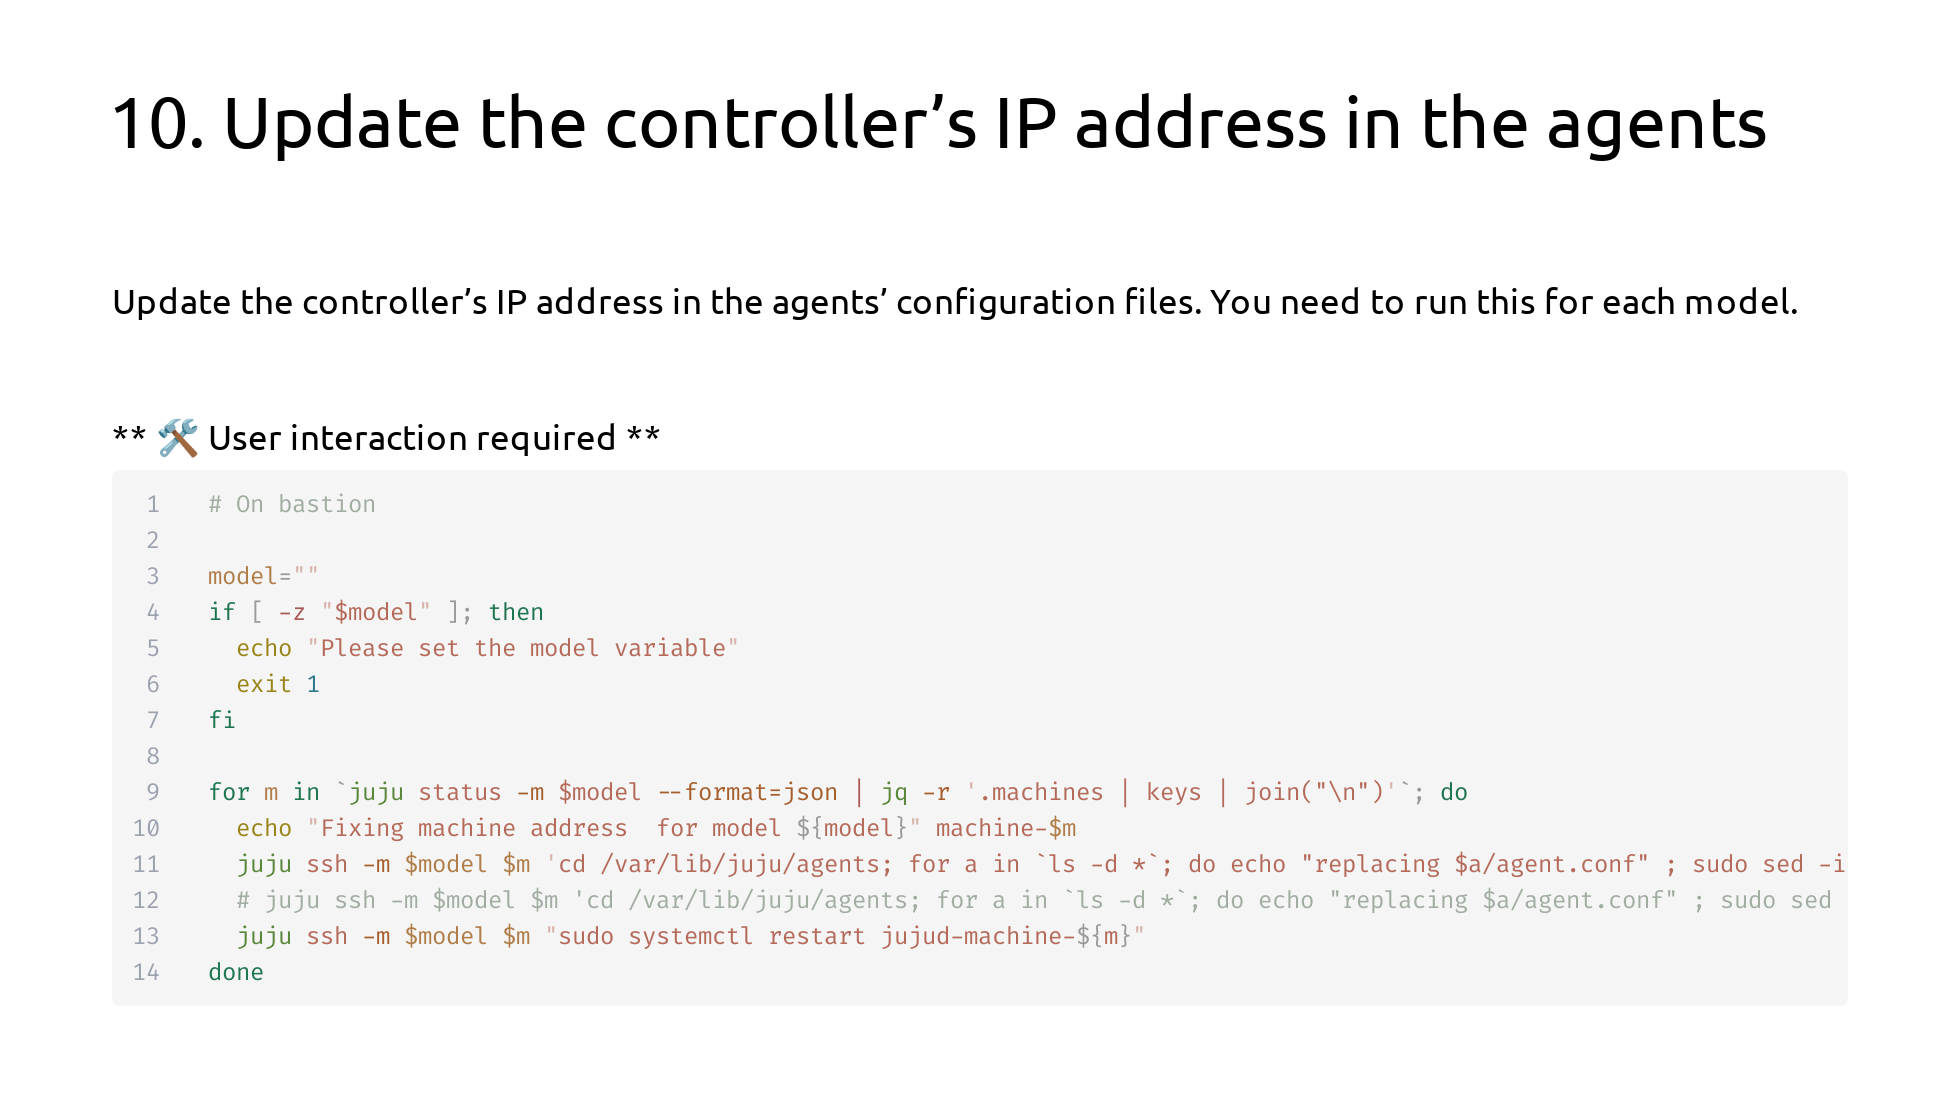 10. Update the controller’s IP address in the agents
Update the controller’s IP address in the agents’ configuration files. You need to run this for each model.
** 🛠️ User interaction required **
1 # On bastion
2
3 model=""
4 if [ -z "$model" ]; then
5   echo "Please set the model variable"
6   exit 1
7 fi
8
9 for m in `juju status -m $model --format=json | jq -r '.machines | keys | join("\n")'`; do
10   echo "Fixing machine address  for model ${model}" machine-$m
11   juju ssh -m $model $m 'cd /var/lib/juju/agents; for a in `ls -d *`; do echo "replacing $a/agent.conf" ; sudo sed -i
12   # juju ssh -m $model $m 'cd /var/lib/juju/agents; for a in `ls -d *`; do echo "replacing $a/agent.conf" ; sudo sed
13   juju ssh -m $model $m "sudo systemctl restart jujud-machine-${m}"
14 done